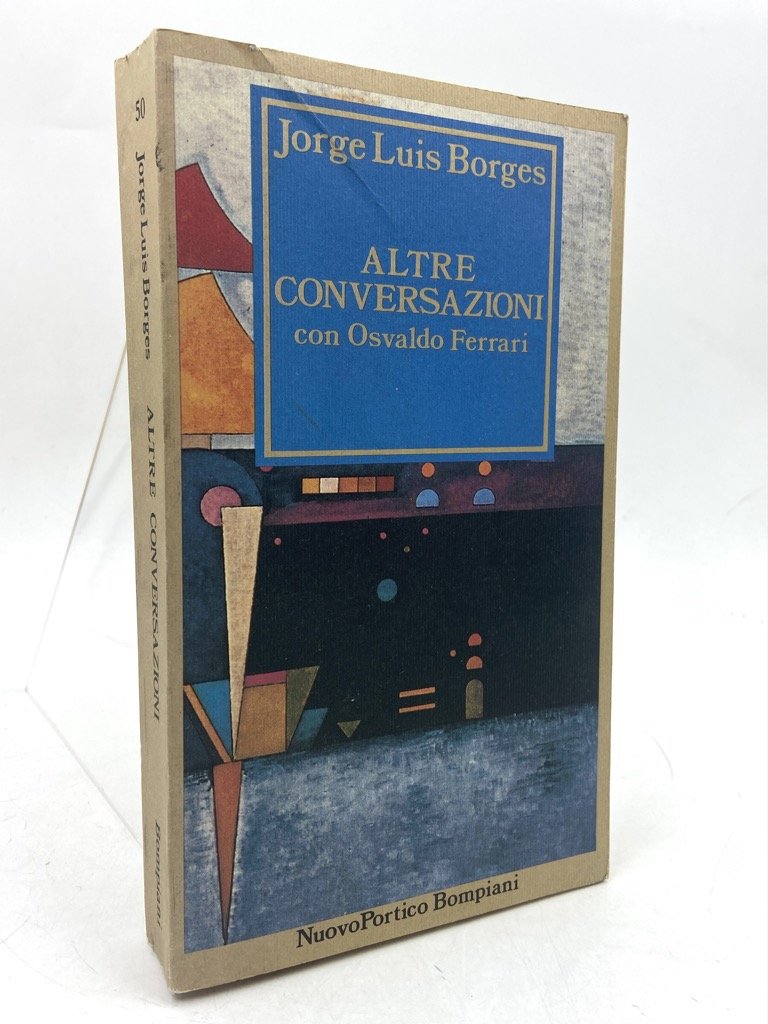 Jorge Luis Borges
ALTRE
CONVERSAZIONI
con Osvaldo Ferrari
NuovoPortico Bompiani
50 Jorge Luis Borges ALTRE CONVERSAZIONI Bompiani